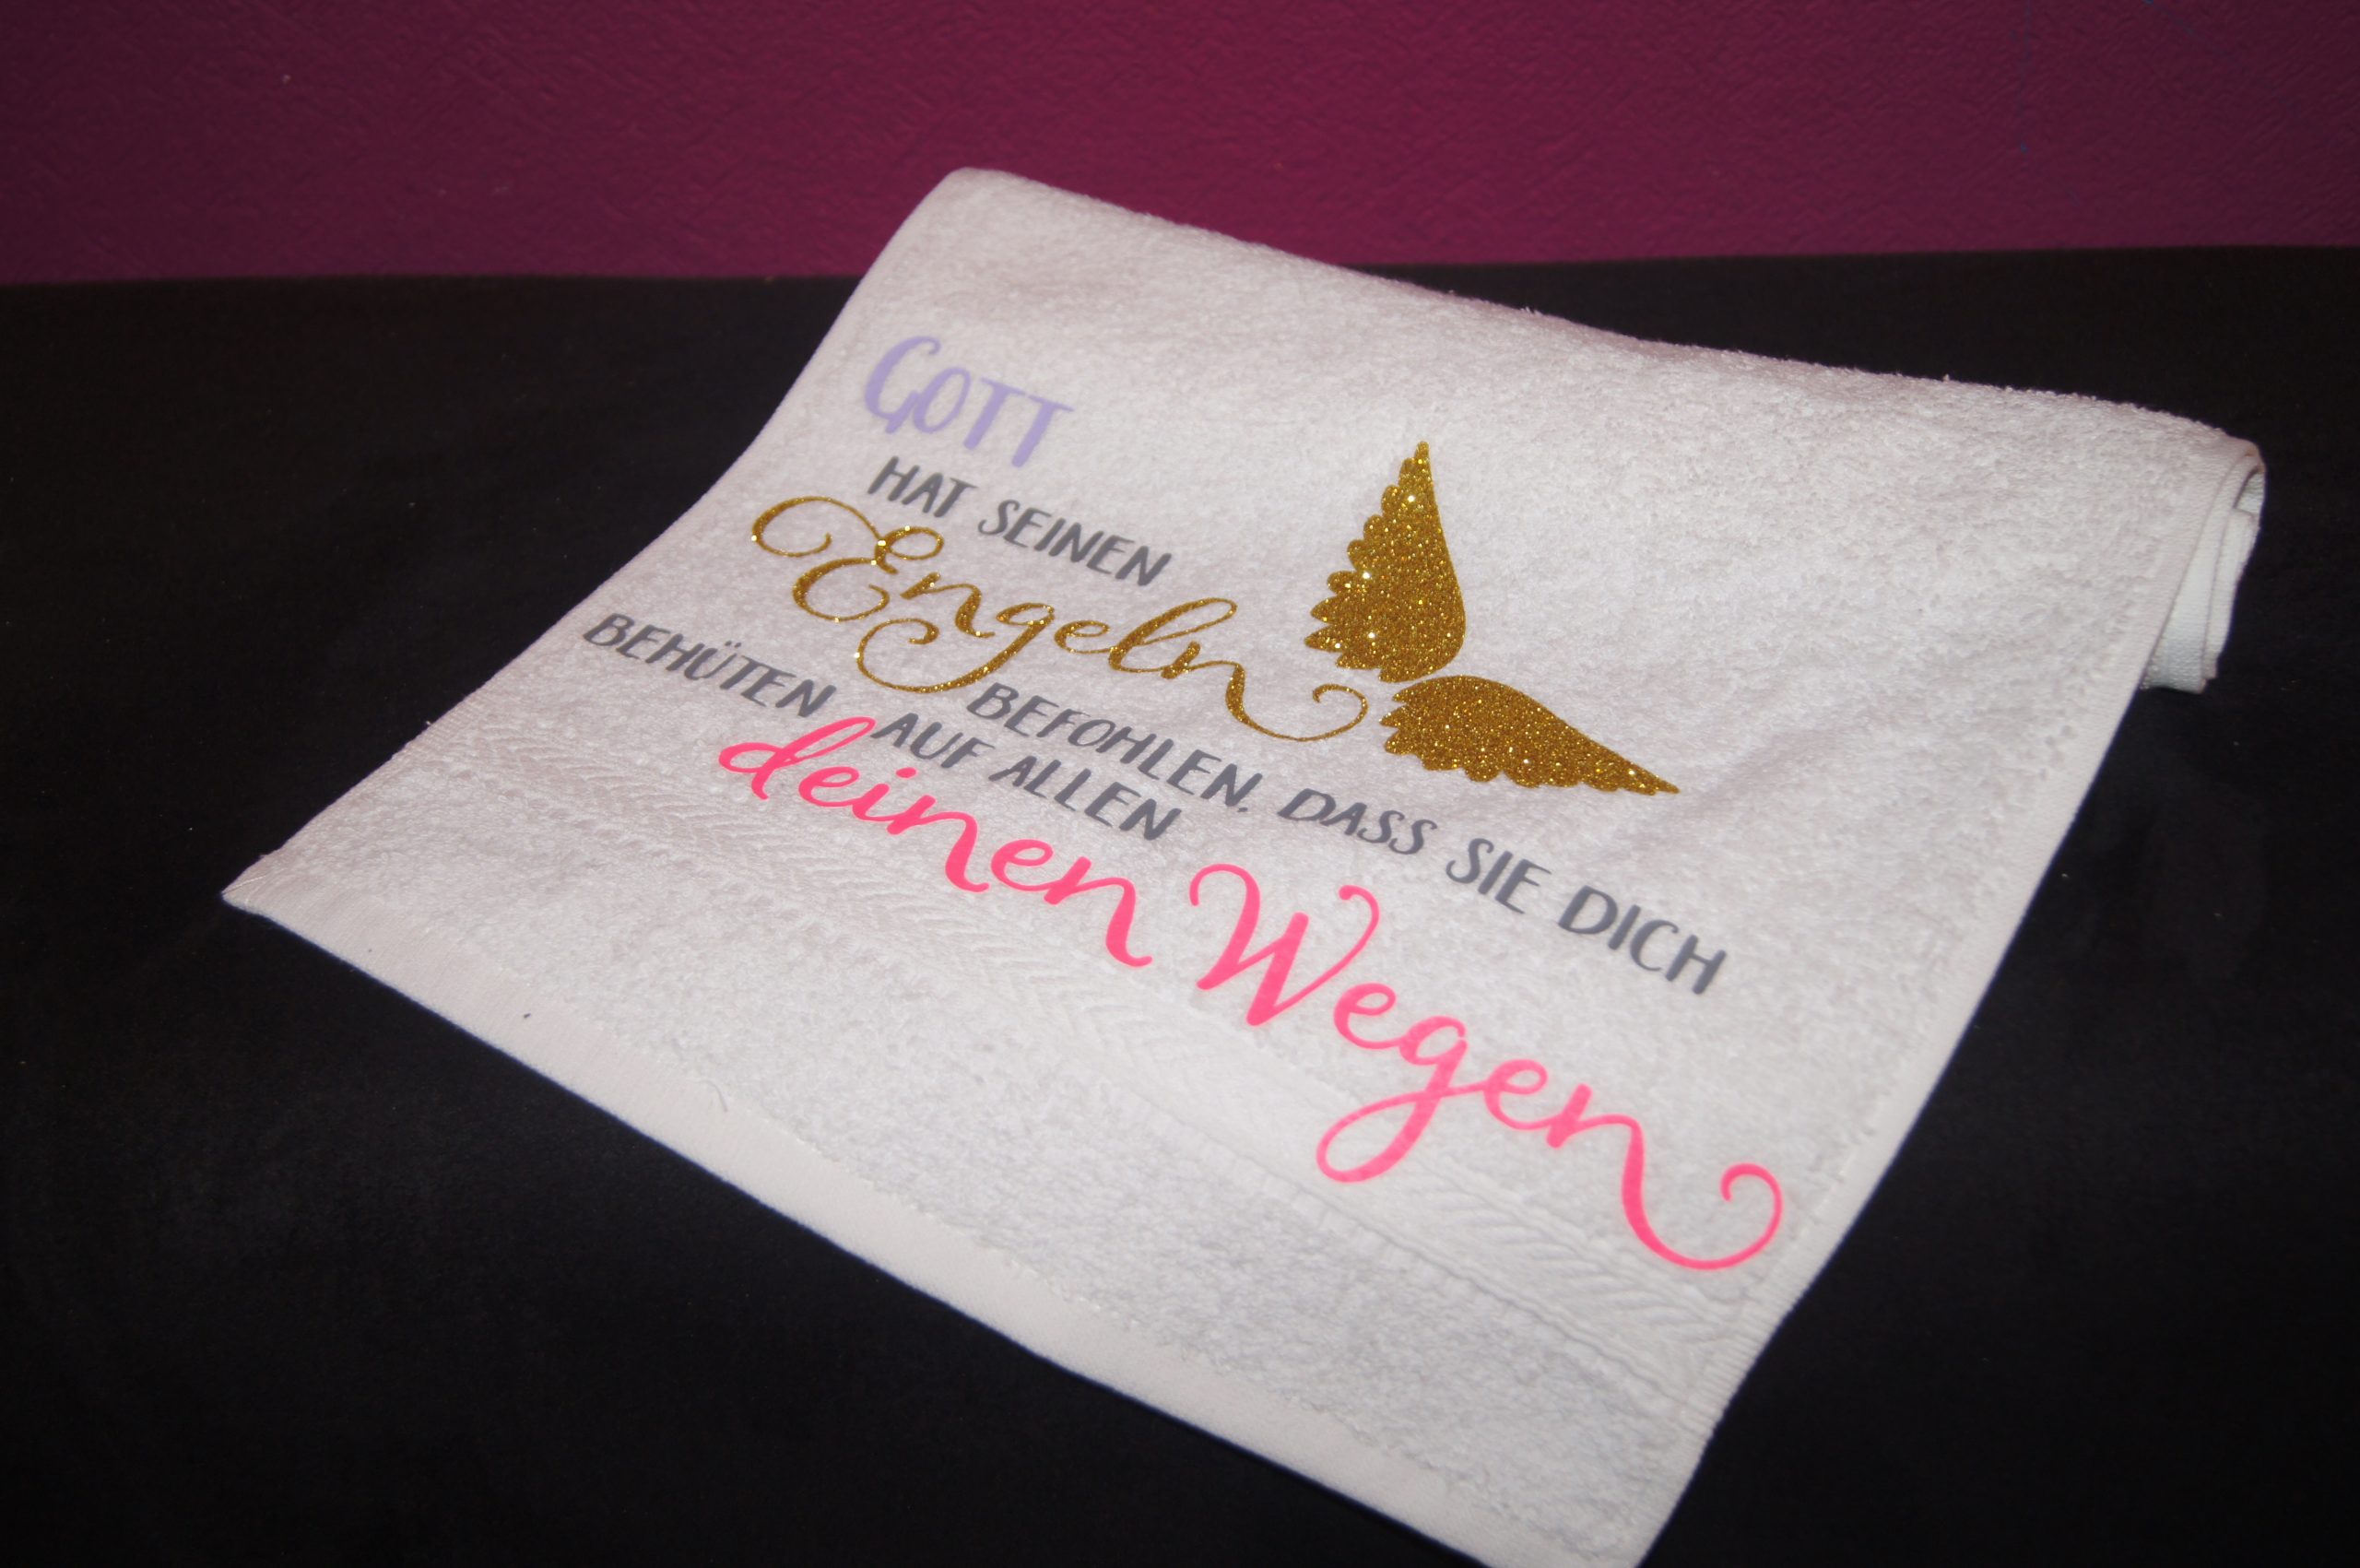 GOTT
HAT SEINEN
Engeln
BEFOHLEN, DASS SIE DICH
BEHÜTEN AUF ALLEN
deinen Wegen